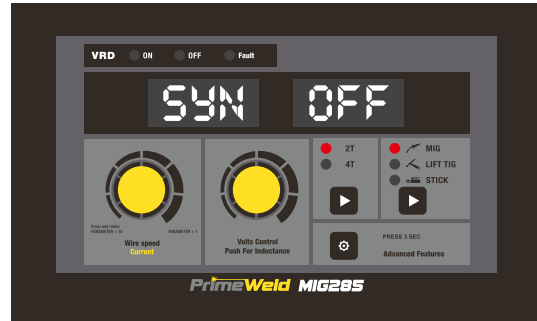 VRD ON OFF Fault
SYN OFF
2T
4T
MIG
LIFT TIG
STICK
Press and rotate
PARAMETER × 10 PARAMETER × 1
Wire speed
Current
Volts Control
Push For Inductance
PRESS 3 SEC
Advanced Features
PrimeWeld MIG285